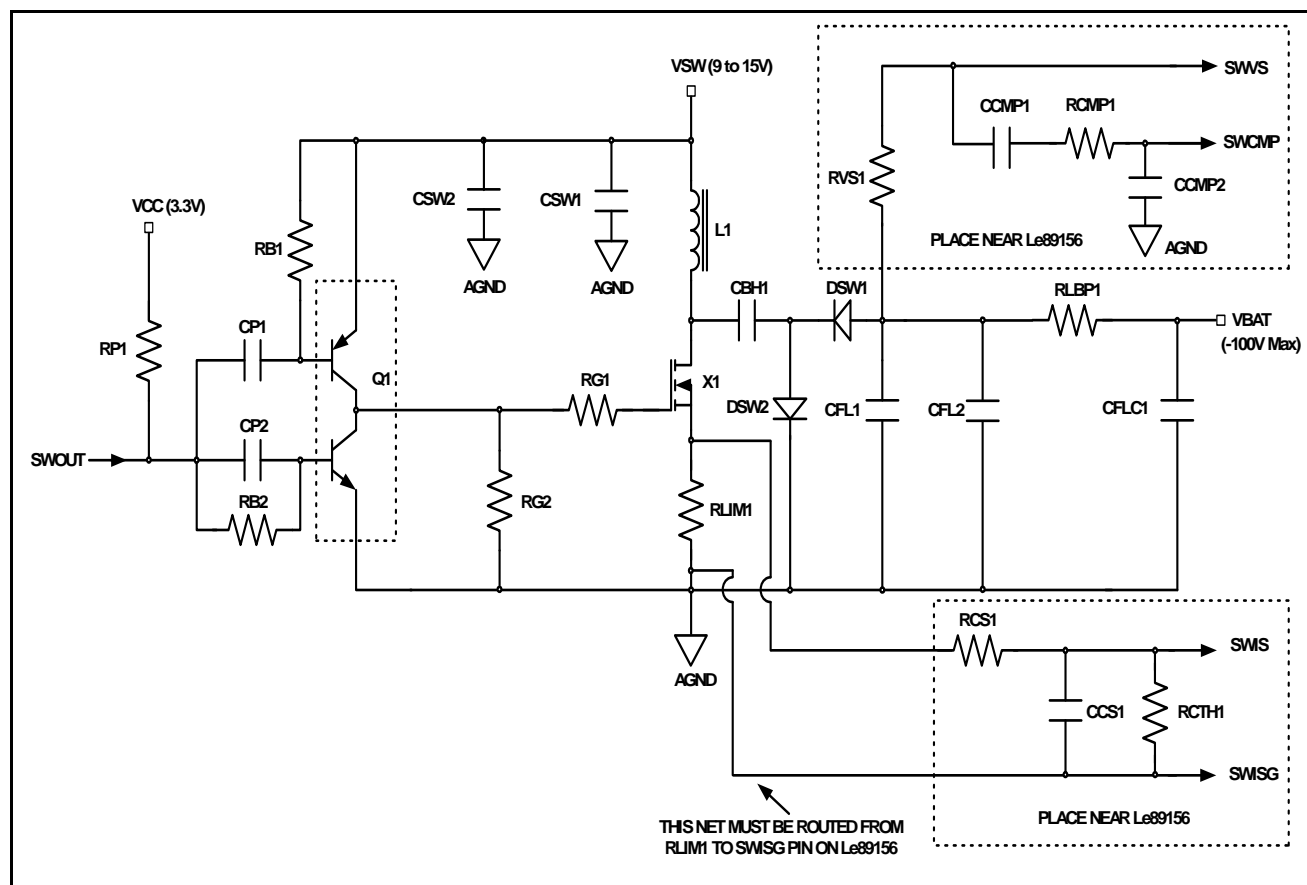 VSW (9 to 15V)
SWVS
CCMP1
RCMP1
SWCMP
RVS1
CCMP2
CSW2
CSW1
VCC (3.3V)
RB1
L1
PLACE NEAR Le89156
AGND
AGND
AGND
CBH1
DSW1
RLBP1
VBAT
(-100V Max)
RP1
CP1
Q1
RG1
X1
DSW2
CFL1
CFL2
CFLC1
CP2
SWOUT
RB2
RG2
RLIM1
AGND
RCS1
SWIS
CCS1
RCTH1
SWISG
THIS NET MUST BE ROUTED FROM
RLIM1 TO SWISG PIN ON Le89156
PLACE NEAR Le89156